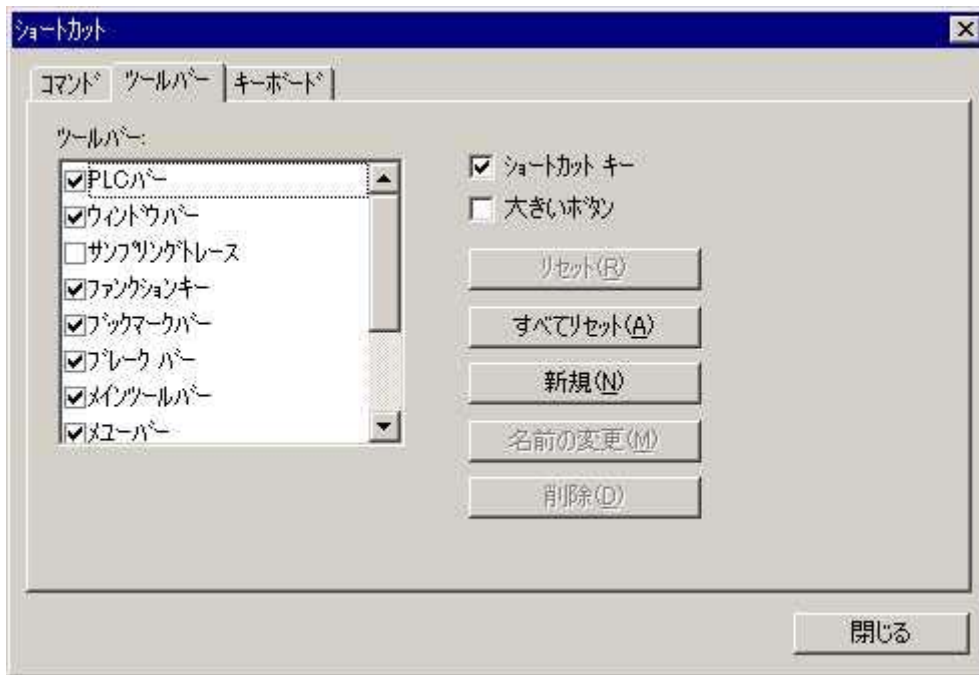 ショートカット
コマンド ツールバー キーボード
ツールバー:
PLCバー
ウィンドウバー
サンプリングトレース
ファンクションキー
ブックマークバー
ブレーク バー
メインツールバー
メユーバー
ショートカット キー
大きいボタン
リセット(R)
すべてリセット(A)
新規(N)
名前の変更(M)
削除(D)
閉じる